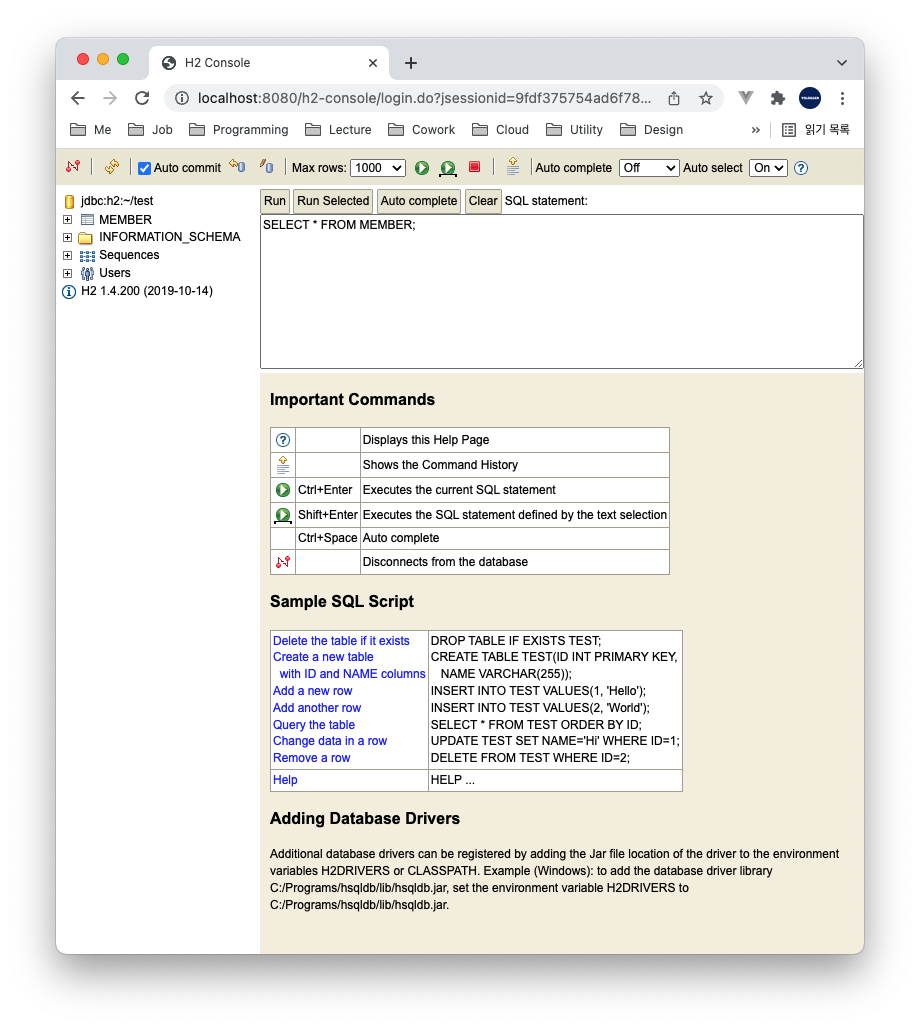 H2 Console
localhost:8080/h2-console/login.do?jsessionid=9fdf375754ad6f78...
Me Job Programming Lecture Cowork Cloud Utility Design » 읽기 목록
Auto commit Max rows: 1000 Auto complete Off Auto select On
jdbc:h2:~/test
MEMBER
INFORMATION_SCHEMA
Sequences
Users
H2 1.4.200 (2019-10-14)
Run Run Selected Auto complete Clear SQL statement:
SELECT * FROM MEMBER;
Important Commands
Displays this Help Page
Shows the Command History
Ctrl+Enter Executes the current SQL statement
Shift+Enter Executes the SQL statement defined by the text selection
Ctrl+Space Auto complete
Disconnects from the database
Sample SQL Script
Delete the table if it exists DROP TABLE IF EXISTS TEST;
Create a new table CREATE TABLE TEST(ID INT PRIMARY KEY,
with ID and NAME columns NAME VARCHAR(255));
Add a new row INSERT INTO TEST VALUES(1, 'Hello');
Add another row INSERT INTO TEST VALUES(2, 'World');
Query the table SELECT * FROM TEST ORDER BY ID;
Change data in a row UPDATE TEST SET NAME='Hi' WHERE ID=1;
Remove a row DELETE FROM TEST WHERE ID=2;
Help HELP ...
Adding Database Drivers
Additional database drivers can be registered by adding the Jar file location of the driver to the environment
variables H2DRIVERS or CLASSPATH. Example (Windows): to add the database driver library
C:/Programs/hsqldb/lib/hsqldb.jar, set the environment variable H2DRIVERS to
C:/Programs/hsqldb/lib/hsqldb.jar.